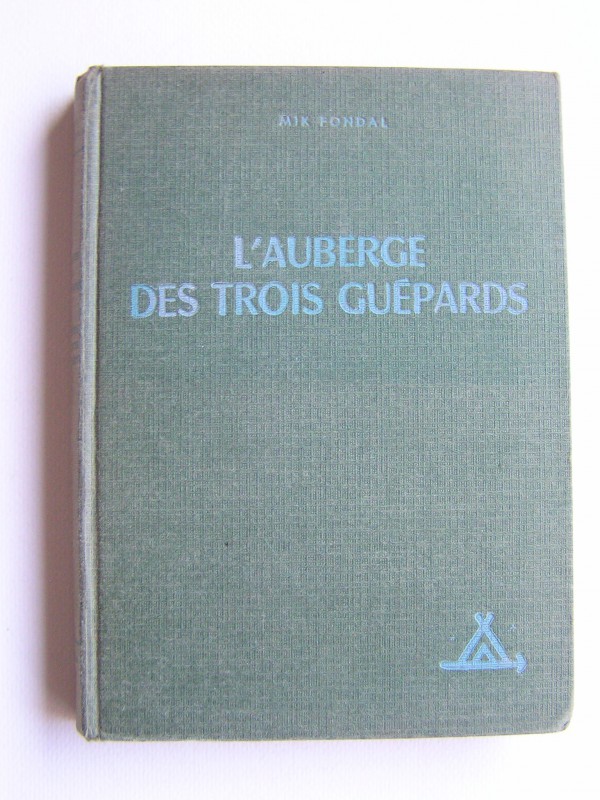 MIK FONDAL
L'AUBERGE
DES TROIS GUÉPARDS